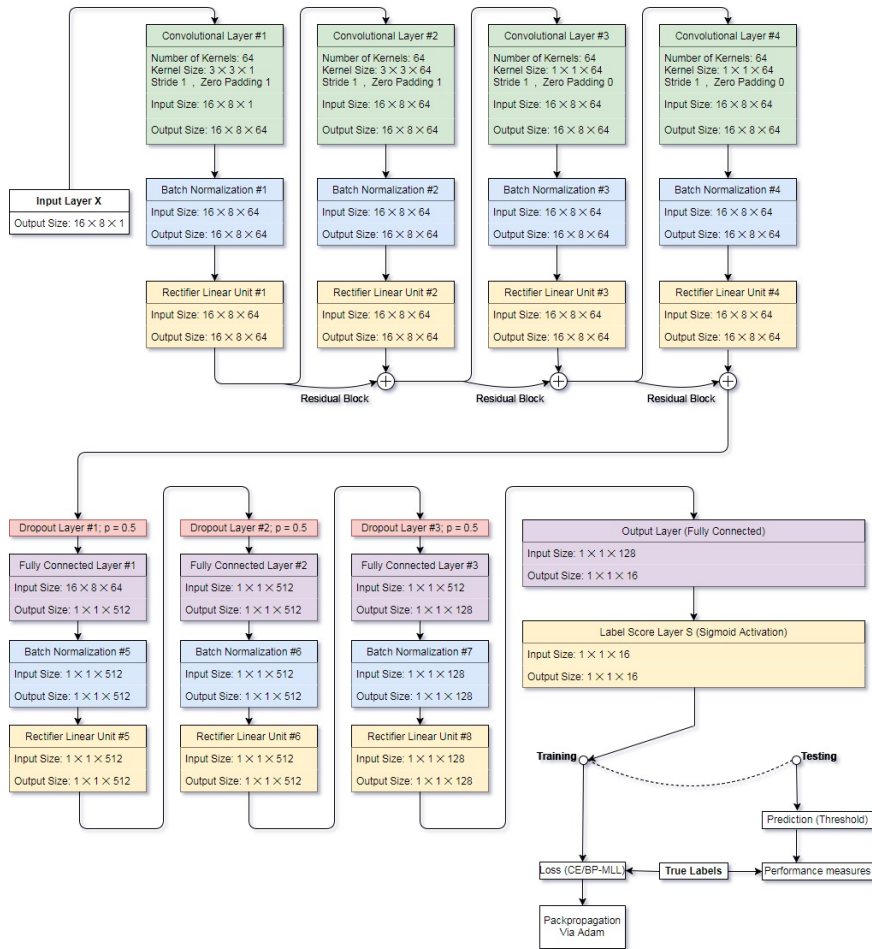 Convolutional Layer #1
Number of Kernels: 64
Kernel Size: 3 × 3 × 1
Stride 1 , Zero Padding 1
Input Size: 16 × 8 × 1
Output Size: 16 × 8 × 64
Convolutional Layer #2
Number of Kernels: 64
Kernel Size: 3 × 3 × 64
Stride 1 , Zero Padding 1
Input Size: 16 × 8 × 64
Output Size: 16 × 8 × 64
Convolutional Layer #3
Number of Kernels: 64
Kernel Size: 1 × 1 × 64
Stride 1 , Zero Padding 0
Input Size: 16 × 8 × 64
Output Size: 16 × 8 × 64
Convolutional Layer #4
Number of Kernels: 64
Kernel Size: 1 × 1 × 64
Stride 1 , Zero Padding 0
Input Size: 16 × 8 × 64
Output Size: 16 × 8 × 64
Input Layer X
Output Size: 16 × 8 × 1
Batch Normalization #1
Input Size: 16 × 8 × 64
Output Size: 16 × 8 × 64
Batch Normalization #2
Input Size: 16 × 8 × 64
Output Size: 16 × 8 × 64
Batch Normalization #3
Input Size: 16 × 8 × 64
Output Size: 16 × 8 × 64
Batch Normalization #4
Input Size: 16 × 8 × 64
Output Size: 16 × 8 × 64
Rectifier Linear Unit #1
Input Size: 16 × 8 × 64
Output Size: 16 × 8 × 64
Rectifier Linear Unit #2
Input Size: 16 × 8 × 64
Output Size: 16 × 8 × 64
Rectifier Linear Unit #3
Input Size: 16 × 8 × 64
Output Size: 16 × 8 × 64
Rectifier Linear Unit #4
Input Size: 16 × 8 × 64
Output Size: 16 × 8 × 64
Residual Block
Residual Block
Residual Block
Dropout Layer #1; p = 0.5
Fully Connected Layer #1
Input Size: 16 × 8 × 64
Output Size: 1 × 1 × 512
Batch Normalization #5
Input Size: 1 × 1 × 512
Output Size: 1 × 1 × 512
Rectifier Linear Unit #5
Input Size: 1 × 1 × 512
Output Size: 1 × 1 × 512
Dropout Layer #2; p = 0.5
Fully Connected Layer #2
Input Size: 1 × 1 × 512
Output Size: 1 × 1 × 512
Batch Normalization #6
Input Size: 1 × 1 × 512
Output Size: 1 × 1 × 512
Rectifier Linear Unit #6
Input Size: 1 × 1 × 512
Output Size: 1 × 1 × 512
Dropout Layer #3; p = 0.5
Fully Connected Layer #3
Input Size: 1 × 1 × 512
Output Size: 1 × 1 × 128
Batch Normalization #7
Input Size: 1 × 1 × 128
Output Size: 1 × 1 × 128
Rectifier Linear Unit #8
Input Size: 1 × 1 × 128
Output Size: 1 × 1 × 128
Output Layer (Fully Connected)
Input Size: 1 × 1 × 128
Output Size: 1 × 1 × 16
Label Score Layer S (Sigmoid Activation)
Input Size: 1 × 1 × 16
Output Size: 1 × 1 × 16
Training
Testing
Prediction (Threshold)
Loss (CE/BP-MLL)
True Labels
Performance measures
Packpropagation
Via Adam